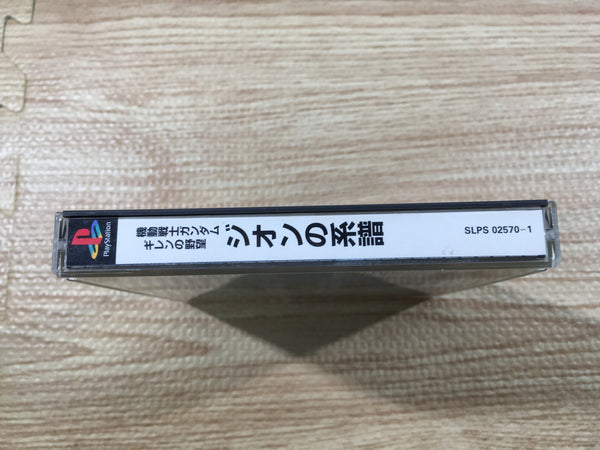 PlayStation
機動戦士ガンダム
ギレンの野望
ジオンの系譜
SLPS 02570-1